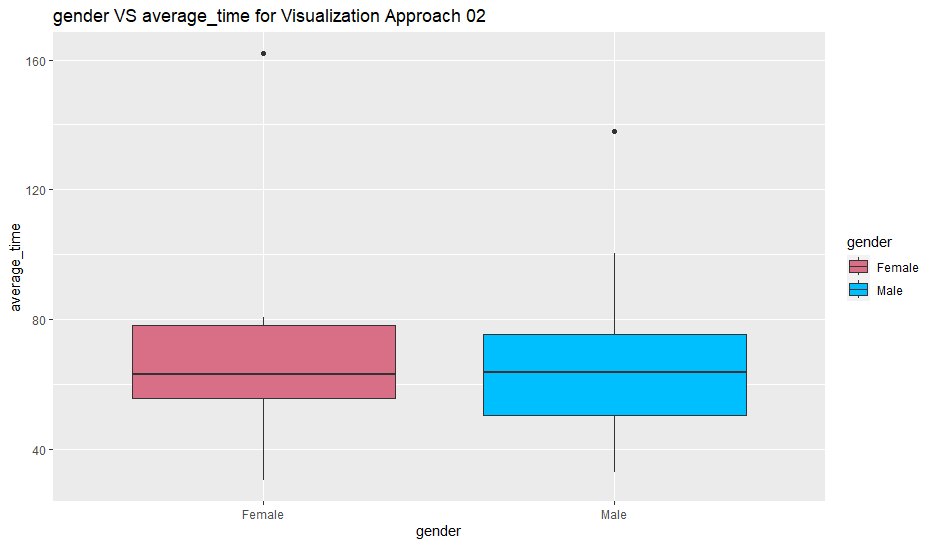 gender VS average_time for Visualization Approach 02
160
120
80
40
average_time
Female
Male
gender
gender
Female
Male